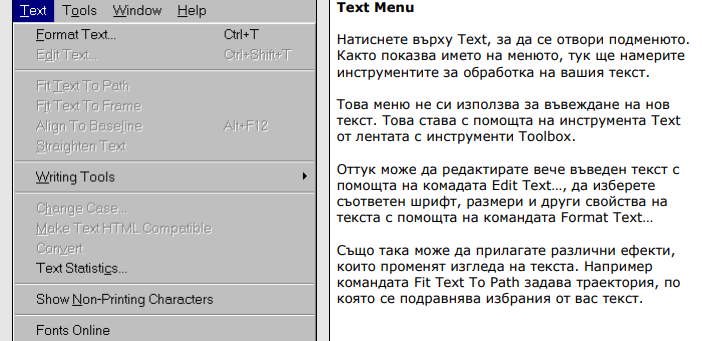 Text Tools Window Help
Format Text... Ctrl+T
Edit Text... Ctrl+Shift+T
Fit Text To Path
Fit Text To Frame
Align To Baseline Alt+F12
Straighten Text
Writing Tools
Change Case...
Make Text HTML Compatible
Convert
Text Statistics...
Show Non-Printing Characters
Fonts Online
Text Menu
Натиснете върху Text, за да се отвори подменюто.
Както показва името на менюто, тук ще намерите
инструментите за обработка на вашия текст.
Това меню не си използва за въвеждане на нов
текст. Това става с помощта на инструмента Text
от лентата с инструменти Toolbox.
Оттук може да редактирате вече въведен текст с
помощта на комадата Edit Text…, да изберете
съответен шрифт, размери и други свойства на
текста с помощта на командата Format Text…
Също така може да прилагате различни ефекти,
които променят изгледа на текста. Например
командата Fit Text To Path задава траектория, по
която се подравнява избрания от вас текст.